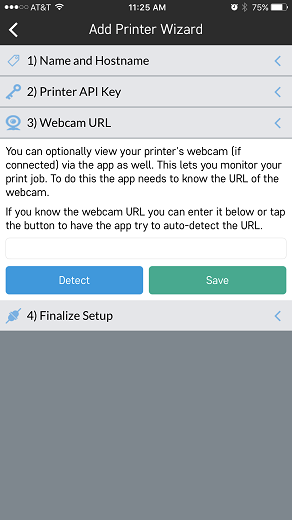 AT&T 11:25 AM 75%
Add Printer Wizard
1) Name and Hostname
2) Printer API Key
3) Webcam URL
You can optionally view your printer's webcam (if
connected) via the app as well. This lets you monitor your
print job. To do this the app needs to know the URL of the
webcam.
If you know the webcam URL you can enter it below or tap
the button to have the app try to auto-detect the URL.
Detect Save
4) Finalize Setup